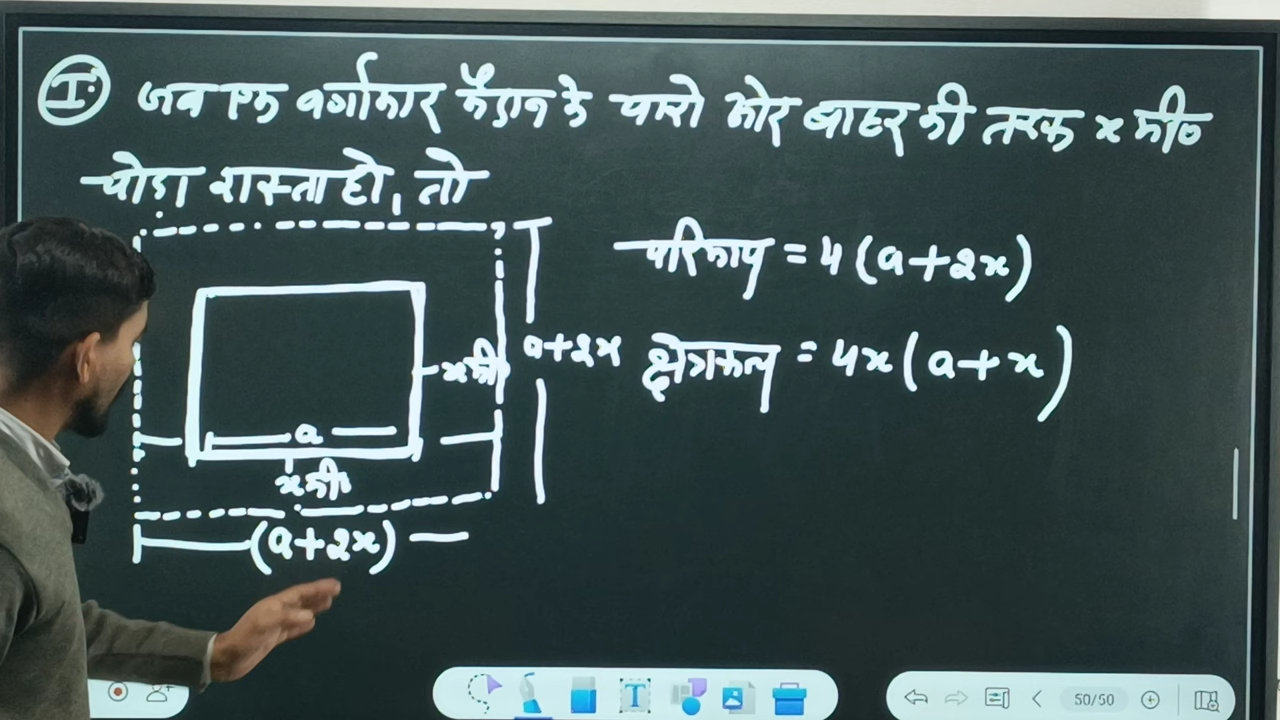 I. जब एक वर्गाकार मैदान के चारो ओर बाहर की तरफ x मी०
चौड़ा रास्ता हो, तो
परिमाप = 4(a+2x)
a+2x
क्षेत्रफल = 4x(a+x)
x मी
a
x मी
(a+2x)
T
50/50